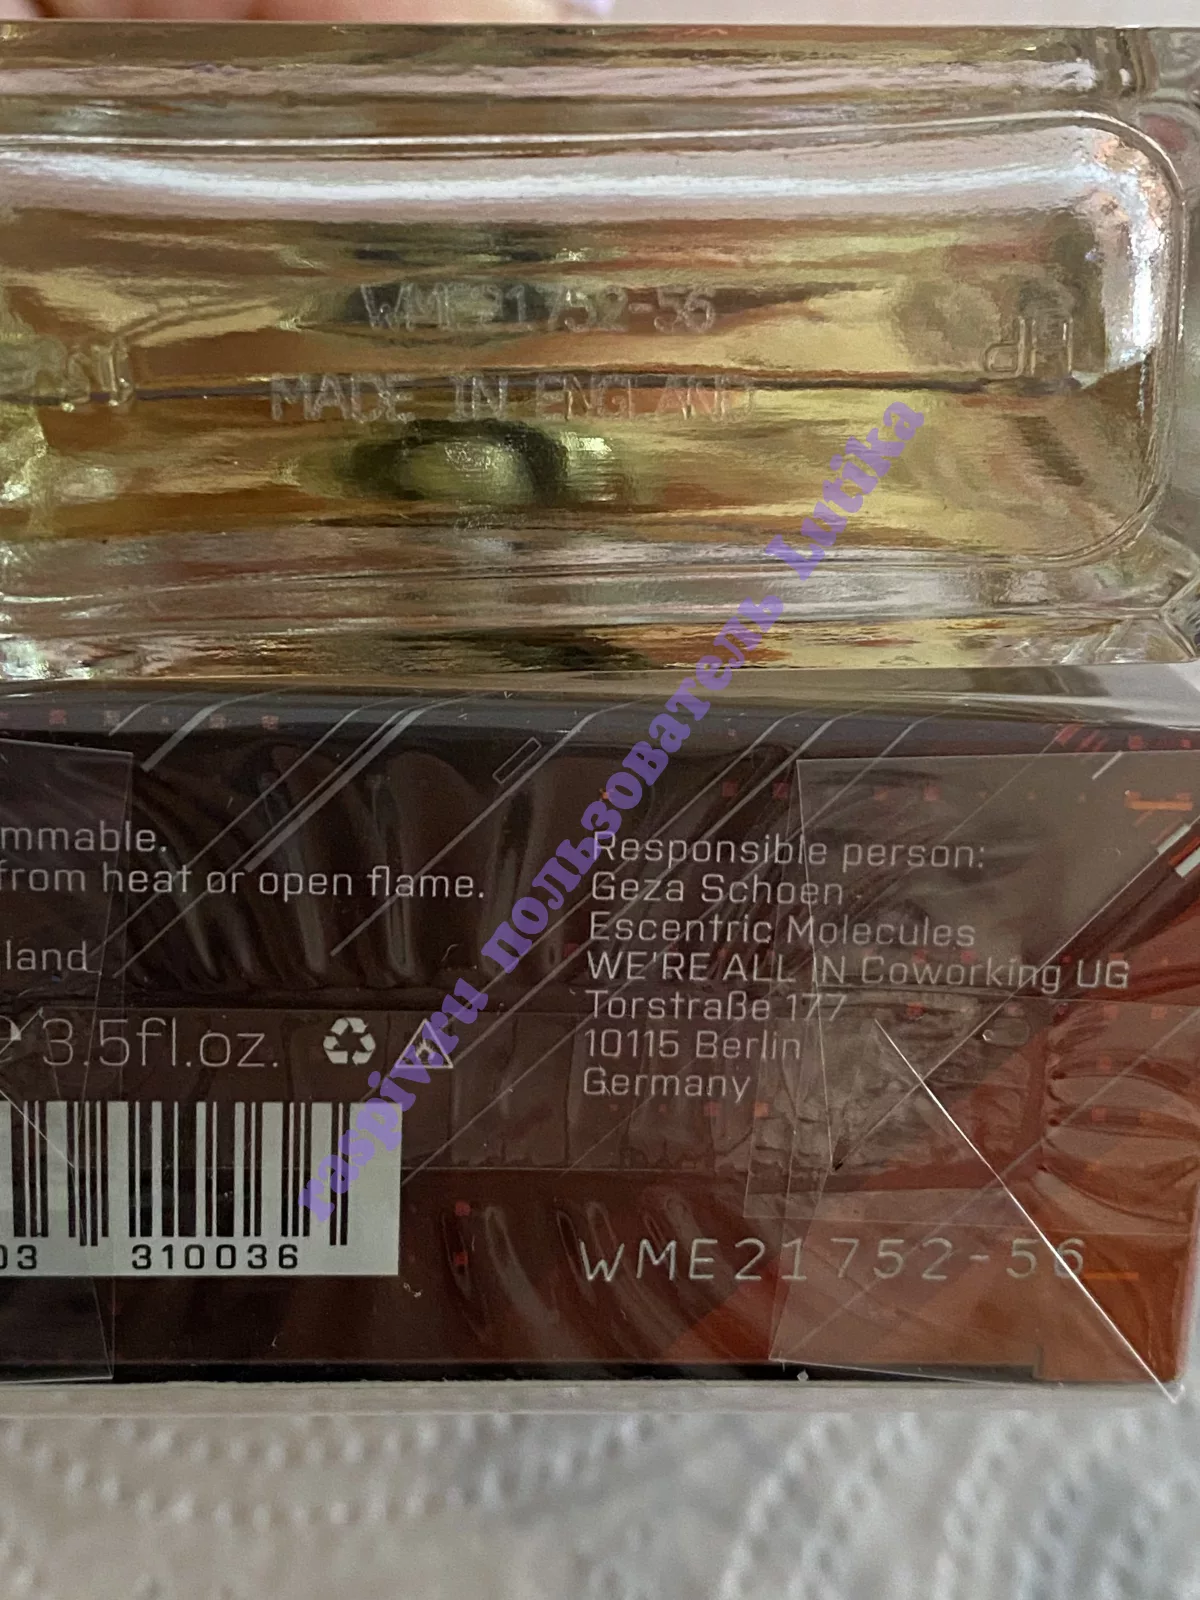 WME21752-56
MADE IN ENGLAND
mmable.
from heat or open flame.
land
3.5fl.oz.
03 310036
Responsible person:
Geza Schoen
Escentric Molecules
WE'RE ALL IN Coworking UG
Torstraße 177
10115 Berlin
Germany
WME21752-56
raspiv.ru пользователь Lutika